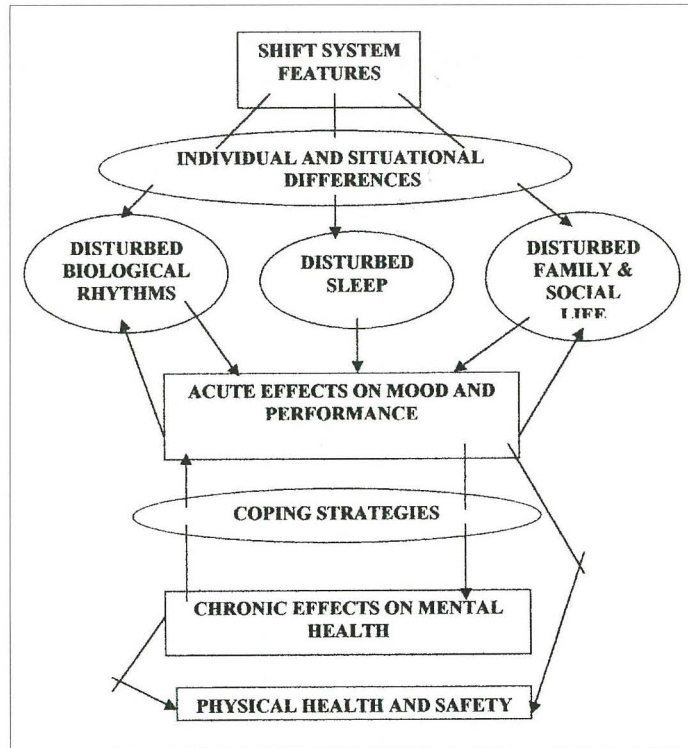 SHIFT SYSTEM
FEATURES
INDIVIDUAL AND SITUATIONAL
DIFFERENCES
DISTURBED
BIOLOGICAL
RHYTHMS
DISTURBED
SLEEP
DISTURBED
FAMILY &
SOCIAL
LIFE
ACUTE EFFECTS ON MOOD AND
PERFORMANCE
COPING STRATEGIES
CHRONIC EFFECTS ON MENTAL
HEALTH
PHYSICAL HEALTH AND SAFETY